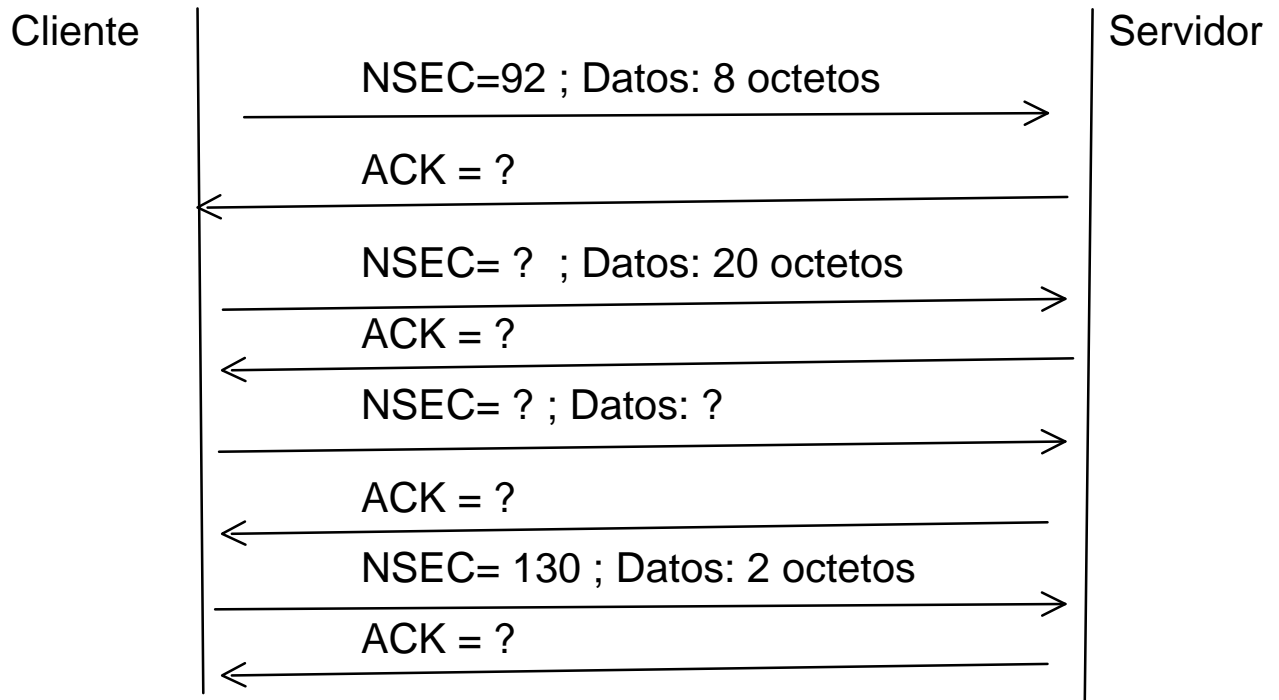 Cliente
Servidor
NSEC=92 ; Datos: 8 octetos
ACK = ?
NSEC= ? ; Datos: 20 octetos
ACK = ?
NSEC= ? ; Datos: ?
ACK = ?
NSEC= 130 ; Datos: 2 octetos
ACK = ?